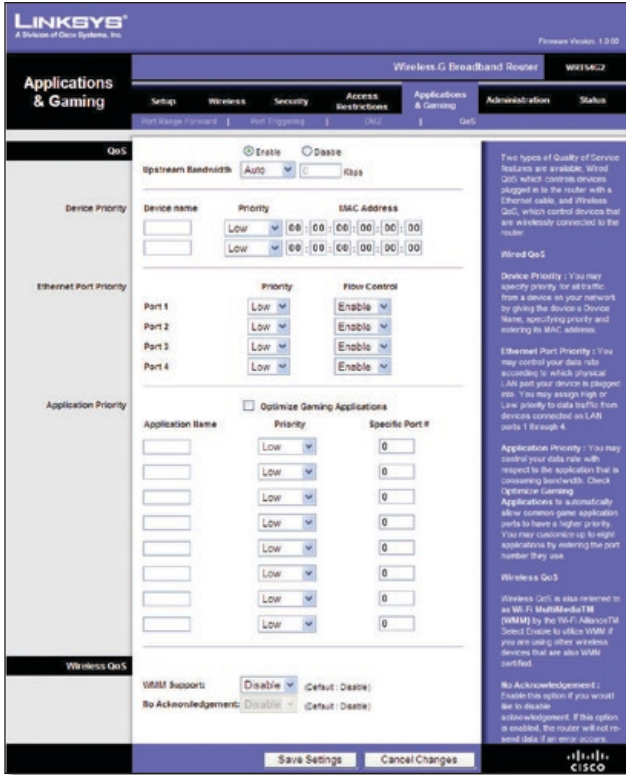 LINKSYS®
A Division of Cisco Systems, Inc.
Firmware Version: 1.0.00
Applications & Gaming
Wireless-G Broadband Router
WRT54G2
Setup
Wireless
Security
Access Restrictions
Applications & Gaming
Administration
Status
Port Range Forward | Port Triggering | DMZ | QoS
QoS
Enable Disable
Upstream Bandwidth Auto 0 Kbps
Device Priority
Device name Priority MAC Address
Low 00 : 00 : 00 : 00 : 00 : 00
Low 00 : 00 : 00 : 00 : 00 : 00
Ethernet Port Priority
Priority Flow Control
Port 1 Low Enable
Port 2 Low Enable
Port 3 Low Enable
Port 4 Low Enable
Application Priority
Optimize Gaming Applications
Application Name Priority Specific Port #
Low 0
Low 0
Low 0
Low 0
Low 0
Low 0
Low 0
Low 0
Wireless QoS
WMM Support: Disable (Default : Disable)
No Acknowledgement: Disable (Default : Disable)
Save Settings
Cancel Changes
Two types of Quality of Service
features are available, Wired
QoS which controls devices
plugged in to the router with a
Ethernet cable, and Wireless
QoS, which control devices that
are wirelessly connected to the
router.
Wired QoS
Device Priority : You may
specify priority for all traffic
from a device on your network
by giving the device a Device
Name, specifying priority and
entering its MAC address.
Ethernet Port Priority : You
may control your data rate
according to which physical
LAN port your device is plugged
into. You may assign High or
Low priority to data traffic from
devices connected on LAN
ports 1 through 4.
Application Priority : You may
control your data rate with
respect to the application that is
consuming bandwidth. Check
Optimize Gaming
Applications to automatically
allow common game application
ports to have a higher priority.
You may customize up to eight
applications by entering the port
number they use.
Wireless QoS
Wireless QoS is also referred to
as Wi-Fi MultiMediaTM
(WMM) by the Wi-Fi AllianceTM.
Select Enable to utilize WMM if
you are using other wireless
devices that are also WMM
certified.
No Acknowledgement :
Enable this option if you would
like to disable
acknowledgement. If this option
is enabled, the router will not re-
send data if an error occurs.
CISCO